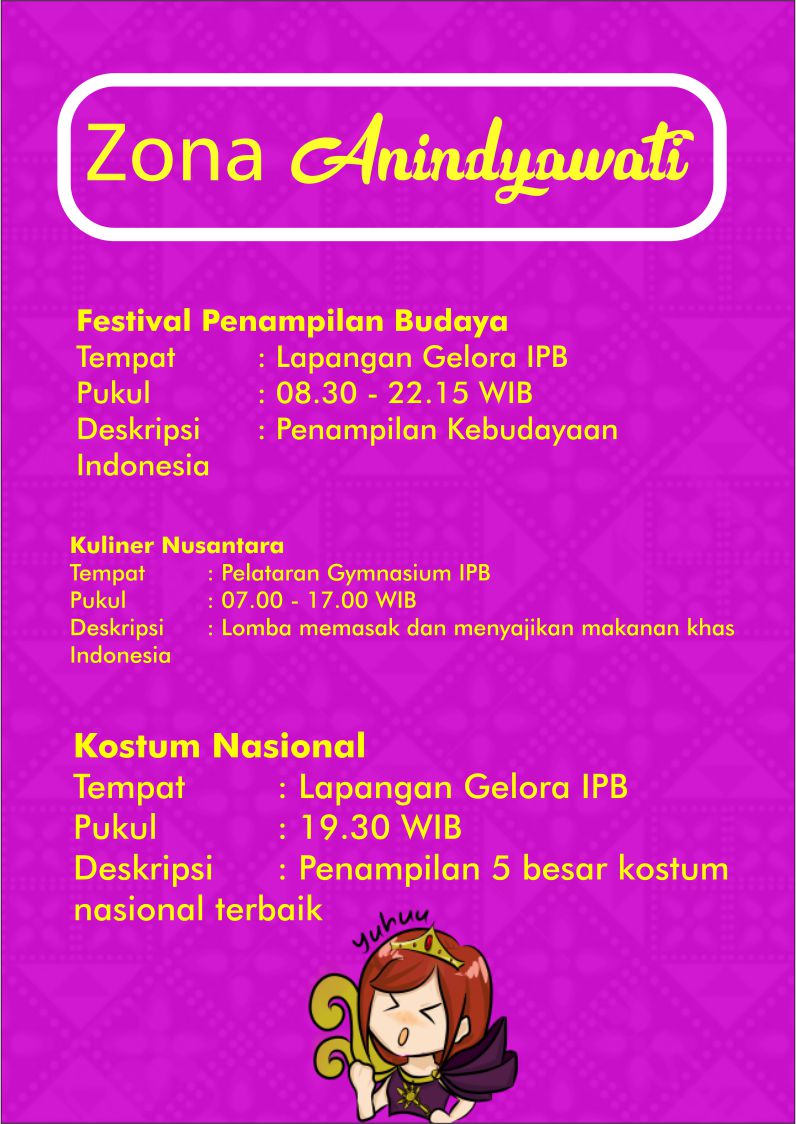 Zona Anindyawati
Festival Penampilan Budaya
Tempat : Lapangan Gelora IPB
Pukul : 08.30 - 22.15 WIB
Deskripsi : Penampilan Kebudayaan
Indonesia
Kuliner Nusantara
Tempat : Pelataran Gymnasium IPB
Pukul : 07.00 - 17.00 WIB
Deskripsi : Lomba memasak dan menyajikan makanan khas
Indonesia
Kostum Nasional
Tempat : Lapangan Gelora IPB
Pukul : 19.30 WIB
Deskripsi : Penampilan 5 besar kostum
nasional terbaik
yuhuu